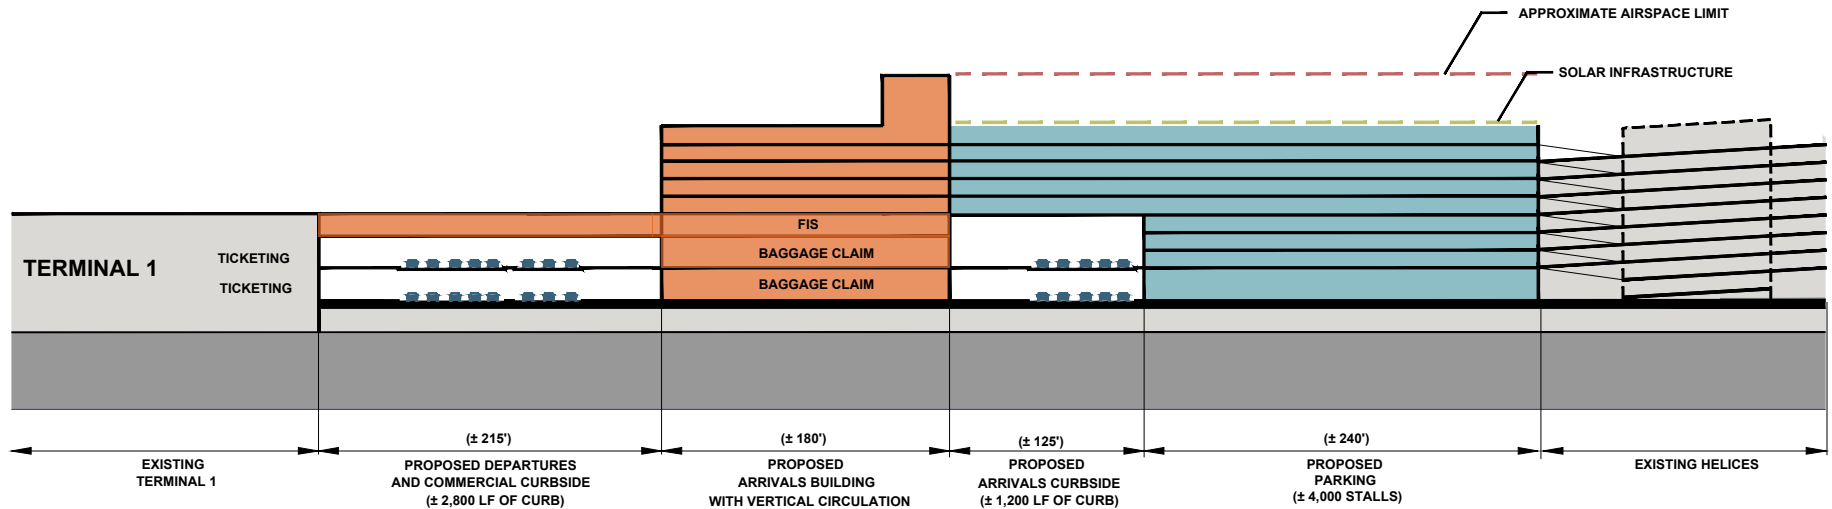 APPROXIMATE AIRSPACE LIMIT
SOLAR INFRASTRUCTURE
FIS
TERMINAL 1
TICKETING
BAGGAGE CLAIM
TICKETING
BAGGAGE CLAIM
(± 215')
(± 180')
(± 125')
(± 240')
EXISTING
TERMINAL 1
PROPOSED DEPARTURES
AND COMMERCIAL CURBSIDE
(± 2,800 LF OF CURB)
PROPOSED
ARRIVALS BUILDING
WITH VERTICAL CIRCULATION
PROPOSED
ARRIVALS CURBSIDE
(± 1,200 LF OF CURB)
PROPOSED
PARKING
(± 4,000 STALLS)
EXISTING HELICES